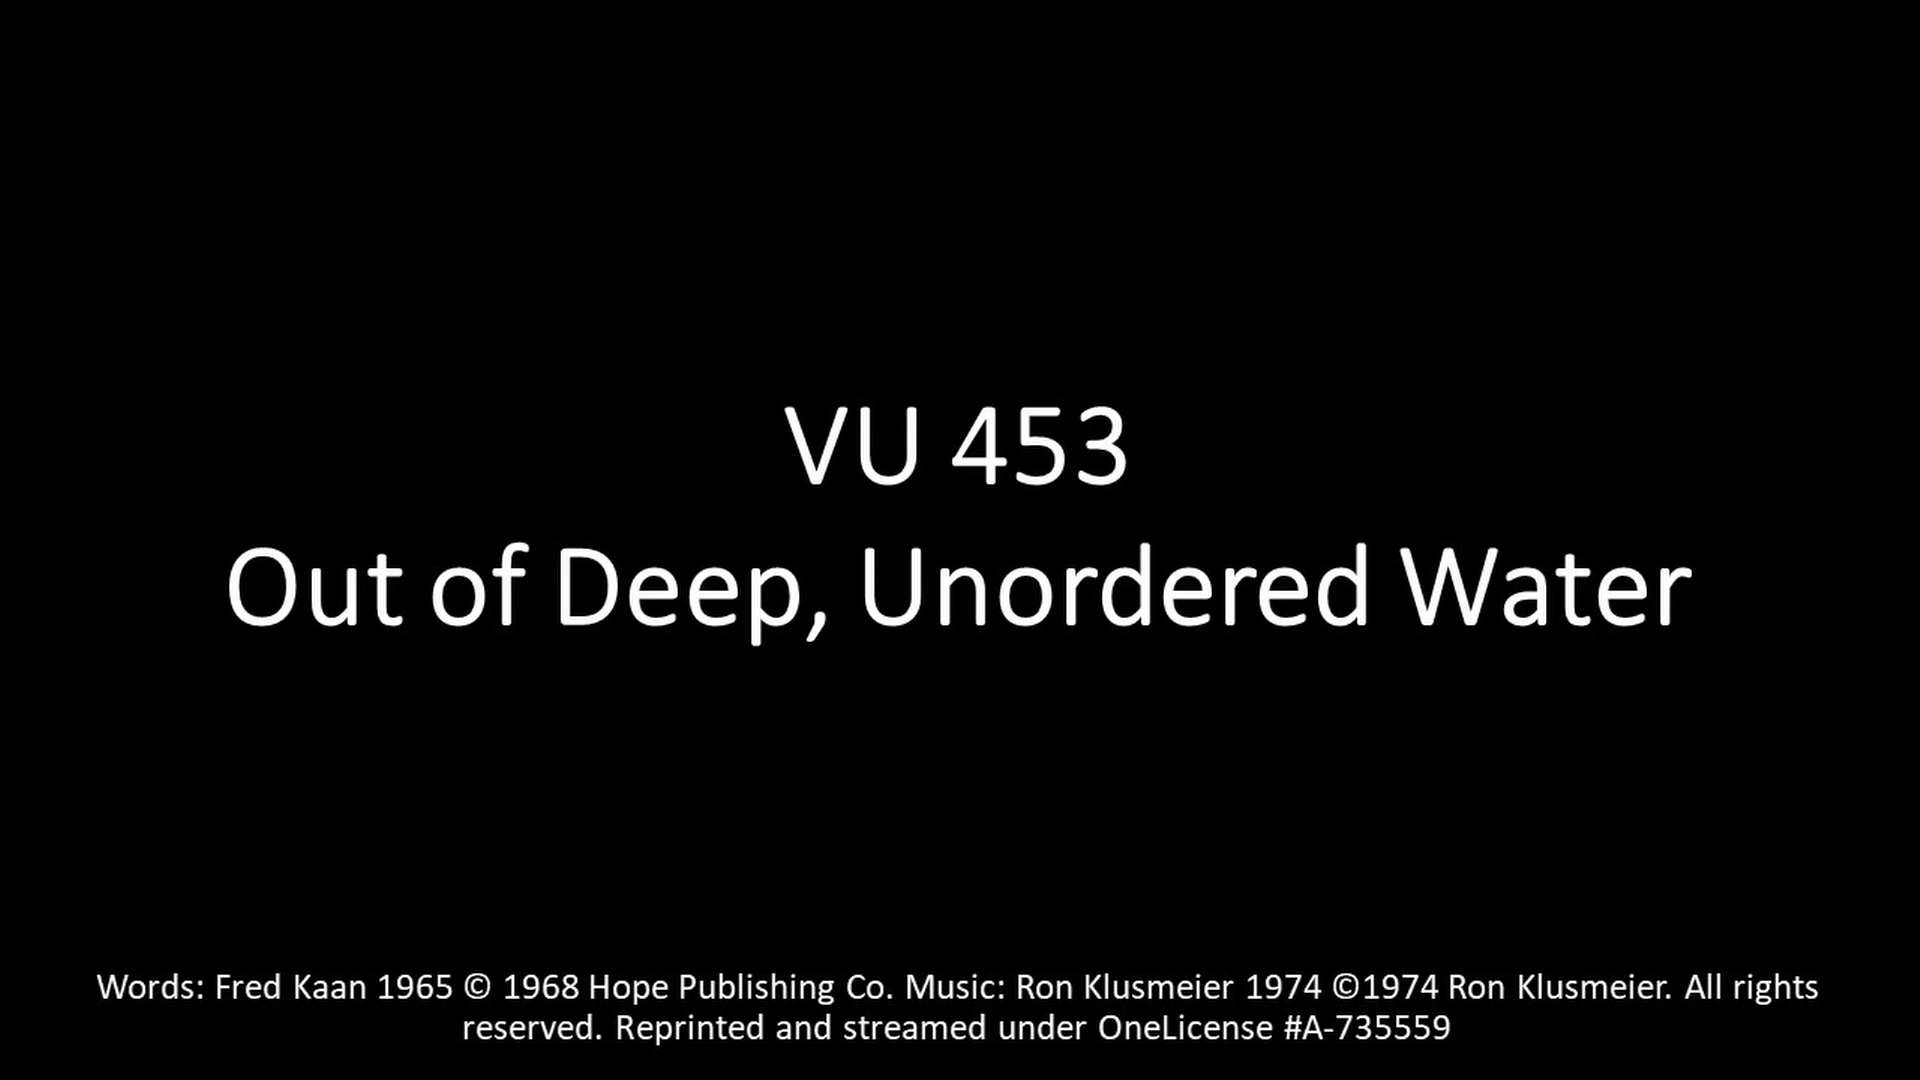 VU 453
Out of Deep, Unordered Water
Words: Fred Kaan 1965 © 1968 Hope Publishing Co. Music: Ron Klusmeier 1974 ©1974 Ron Klusmeier. All rights
reserved. Reprinted and streamed under OneLicense #A-735559